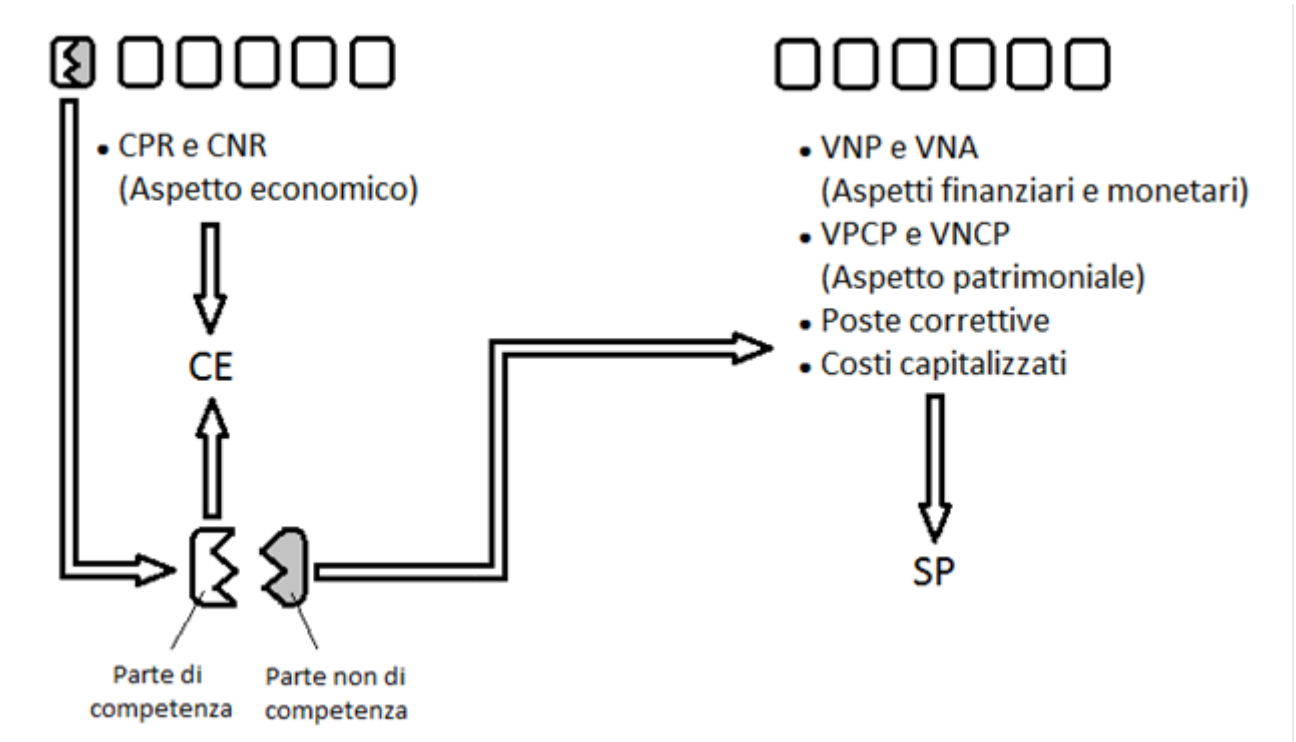 • CPR e CNR
(Aspetto economico)
CE
Parte di
competenza
Parte non di
competenza
• VNP e VNA
(Aspetti finanziari e monetari)
• VPCP e VNCP
(Aspetto patrimoniale)
• Poste correttive
• Costi capitalizzati
SP